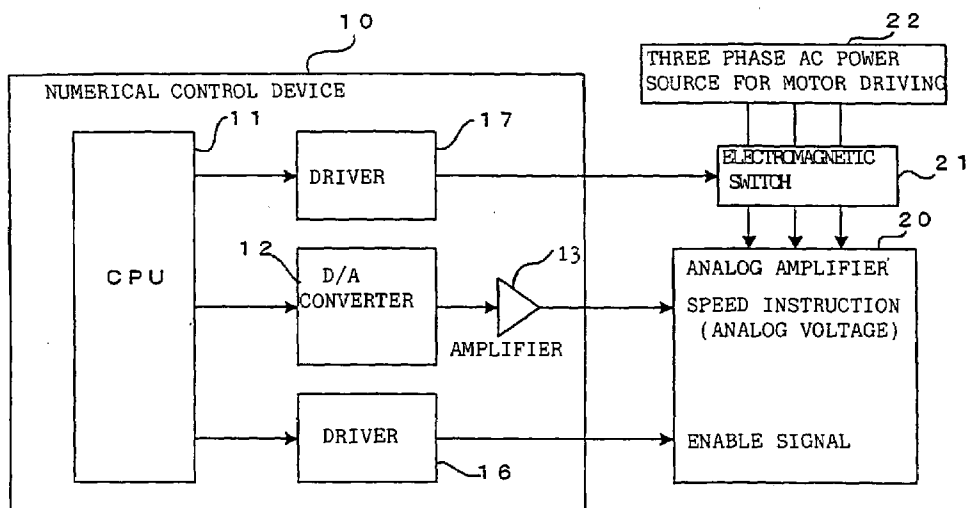 10
22
THREE PHASE AC POWER
SOURCE FOR MOTOR DRIVING
NUMERICAL CONTROL DEVICE
11
17
DRIVER
ELECTROMAGNETIC
SWITCH
21
20
CPU
12
D/A
CONVERTER
13
AMPLIFIER
ANALOG AMPLIFIER
SPEED INSTRUCTION
(ANALOG VOLTAGE)
DRIVER
16
ENABLE SIGNAL